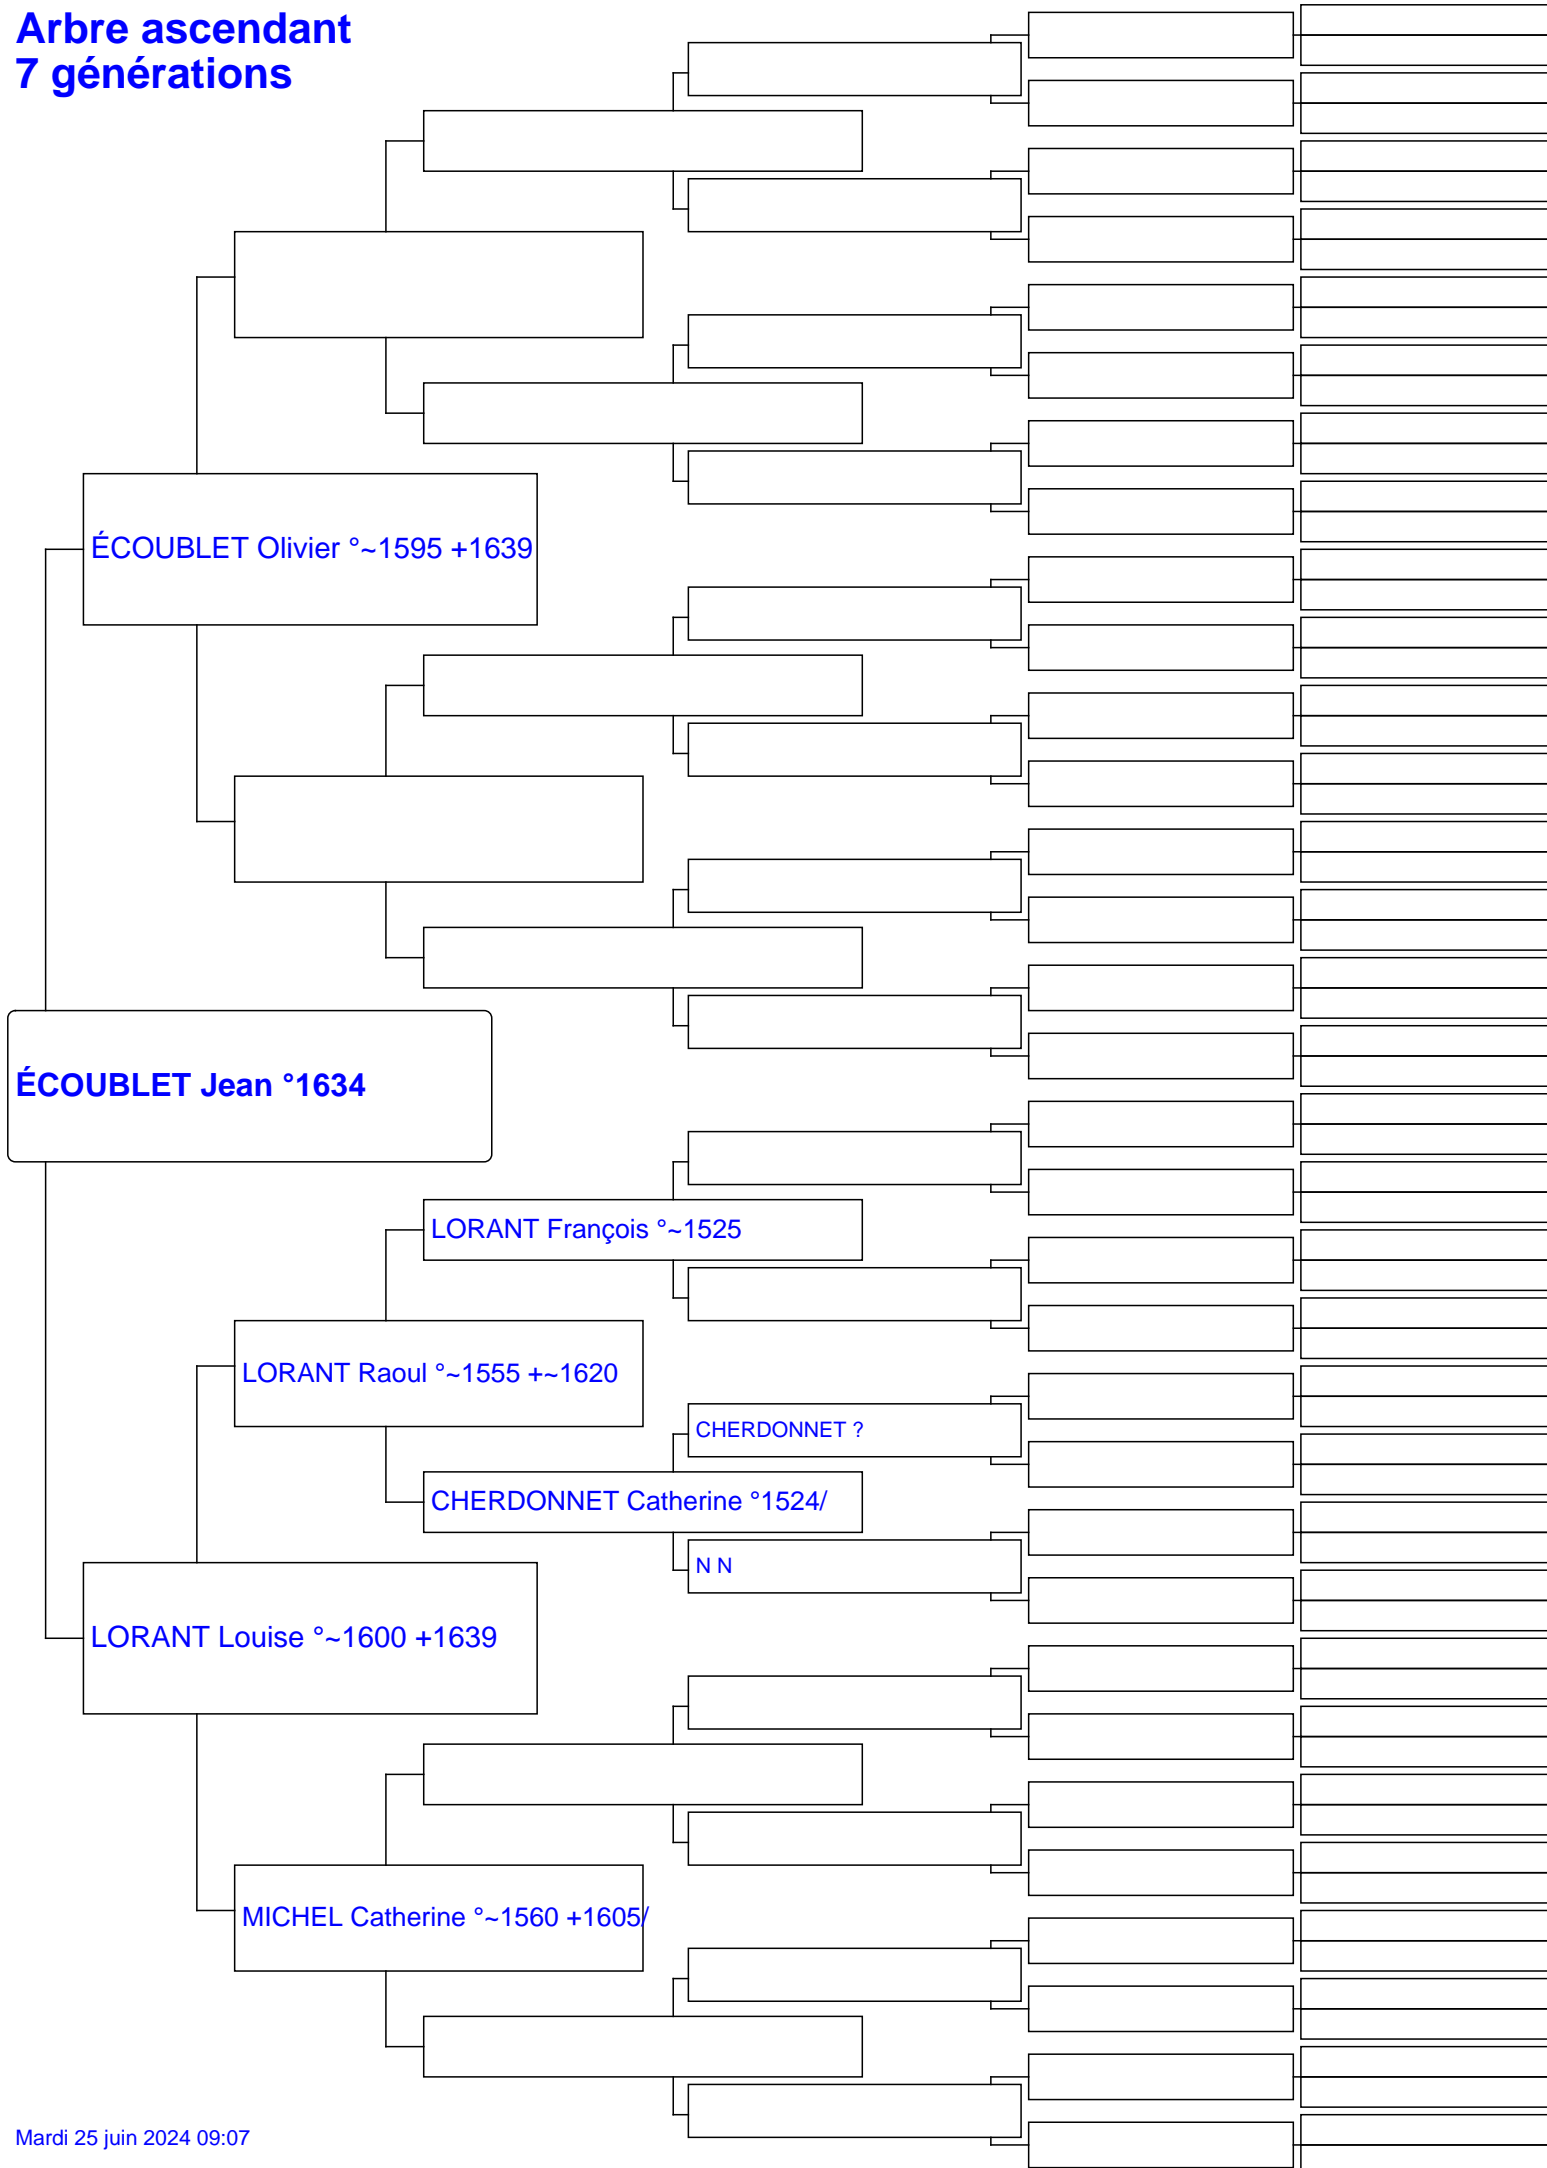 Arbre ascendant
7 générations
ÉCOUBLET Olivier °~1595 +1639
ÉCOUBLET Jean °1634
LORANT François °~1525
LORANT Raoul °~1555 +~1620
CHERDONNET ?
CHERDONNET Catherine °1524/
N N
LORANT Louise °~1600 +1639
MICHEL Catherine °~1560 +1605/
Mardi 25 juin 2024 09:07